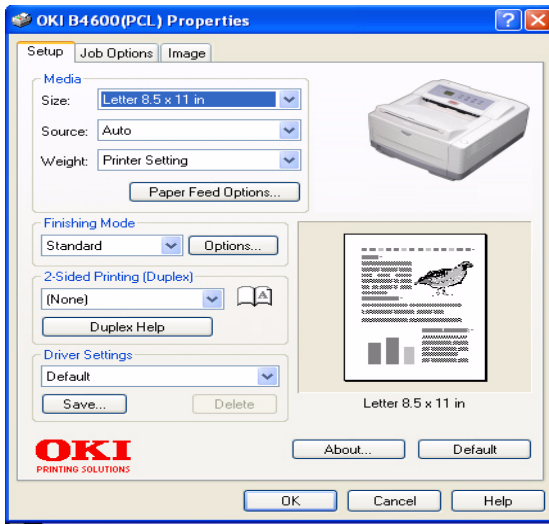 OKI B4600(PCL) Properties
Setup
Job Options
Image
Media
Size:
Letter 8.5 x 11 in
Source:
Auto
Weight:
Printer Setting
Paper Feed Options...
Finishing Mode
Standard
Options...
2-Sided Printing (Duplex)
(None)
A
Duplex Help
Driver Settings
Default
Save...
Delete
Letter 8.5 x 11 in
OKI
PRINTING SOLUTIONS
About...
Default
OK
Cancel
Help